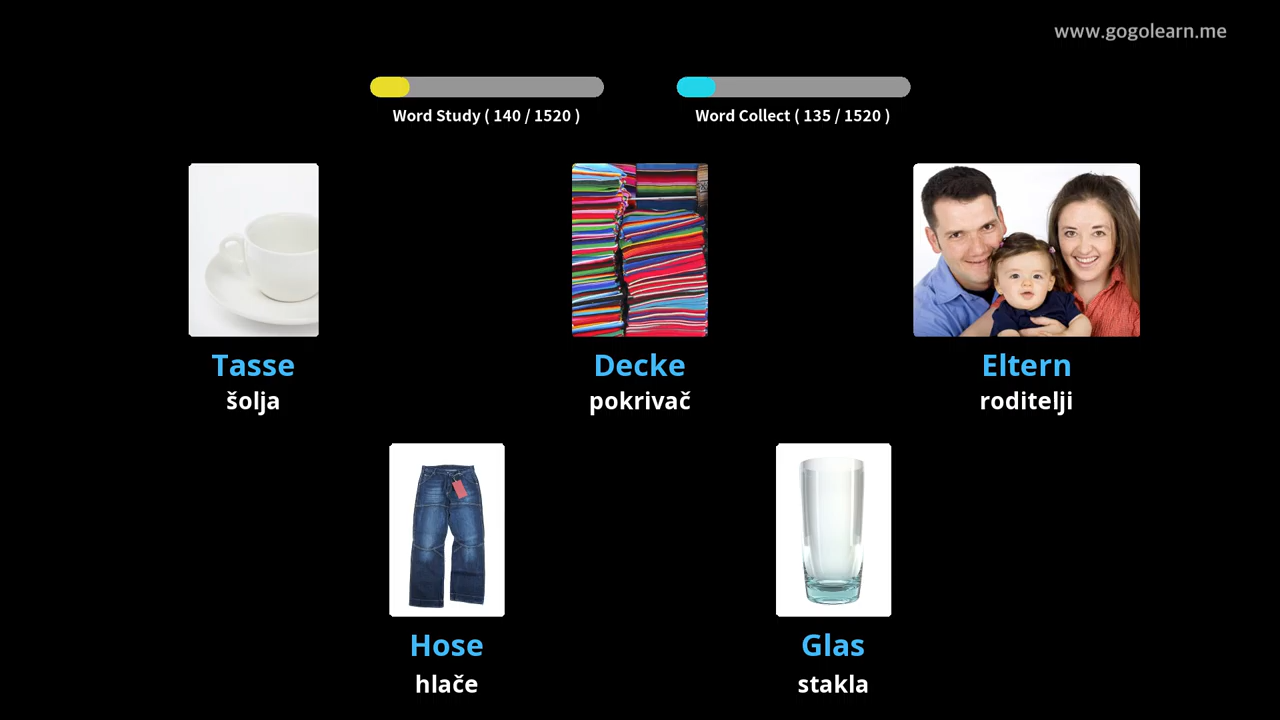 www.gogolearn.me
Word Study ( 140 / 1520 )
Word Collect ( 135 / 1520 )
Tasse
šolja
Decke
pokrivač
Eltern
roditelji
Hose
hlače
Glas
stakla